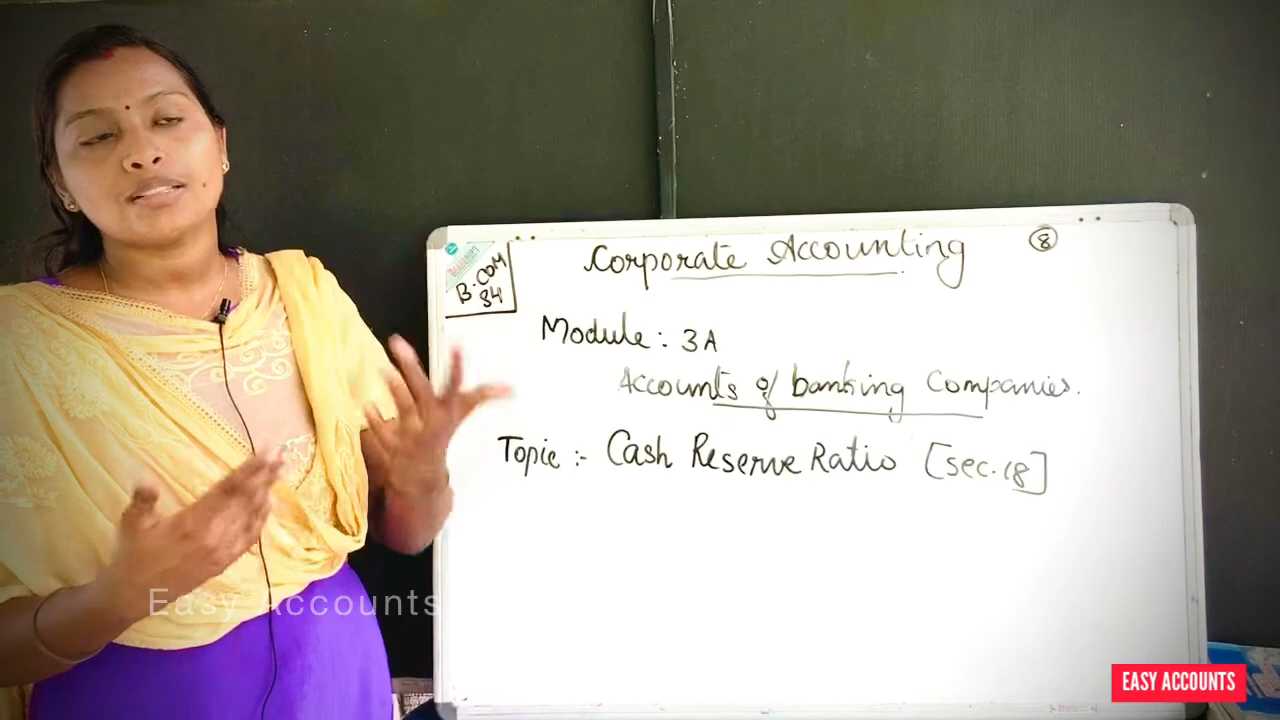 Corporate Accounting
8
B.COM
S4
Module : 3A
Accounts of banking Companies.
Topic :- Cash Reserve Ratio [Sec. 18]
Easy Accounts
EASY ACCOUNTS